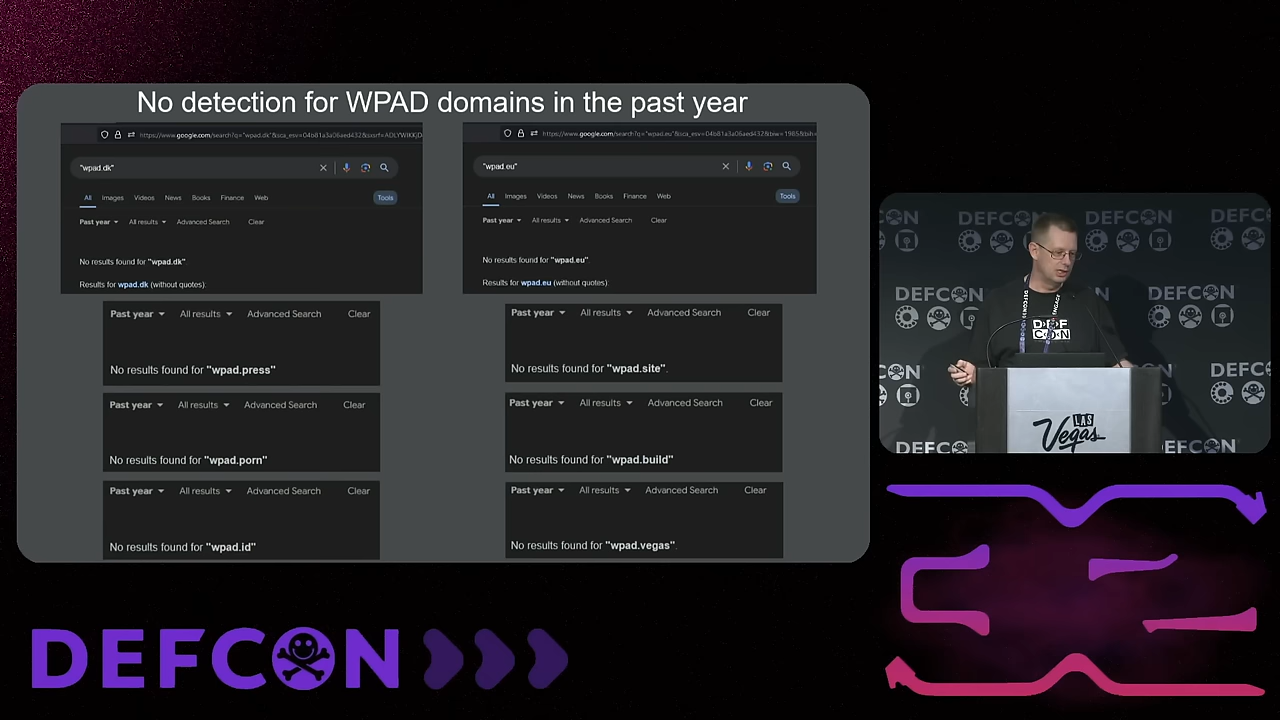 No detection for WPAD domains in the past year
"wpad.dk"
All Images Videos News Books Finance Web Tools
Past year All results Advanced Search Clear
No results found for "wpad.dk".
Results for wpad.dk (without quotes):
"wpad.eu"
All Images Videos News Books Finance Web Tools
Past year All results Advanced Search Clear
No results found for "wpad.eu".
Results for wpad.eu (without quotes):
Past year All results Advanced Search Clear
No results found for "wpad.press"
Past year All results Advanced Search Clear
No results found for "wpad.site".
Past year All results Advanced Search Clear
No results found for "wpad.porn"
Past year All results Advanced Search Clear
No results found for "wpad.build"
Past year All results Advanced Search Clear
No results found for "wpad.id"
Past year All results Advanced Search Clear
No results found for "wpad.vegas".
DEFCON DEFCON DEFCON
DEFCON DEFCON
DEF
CON
LAS
Vegas
DEFCON